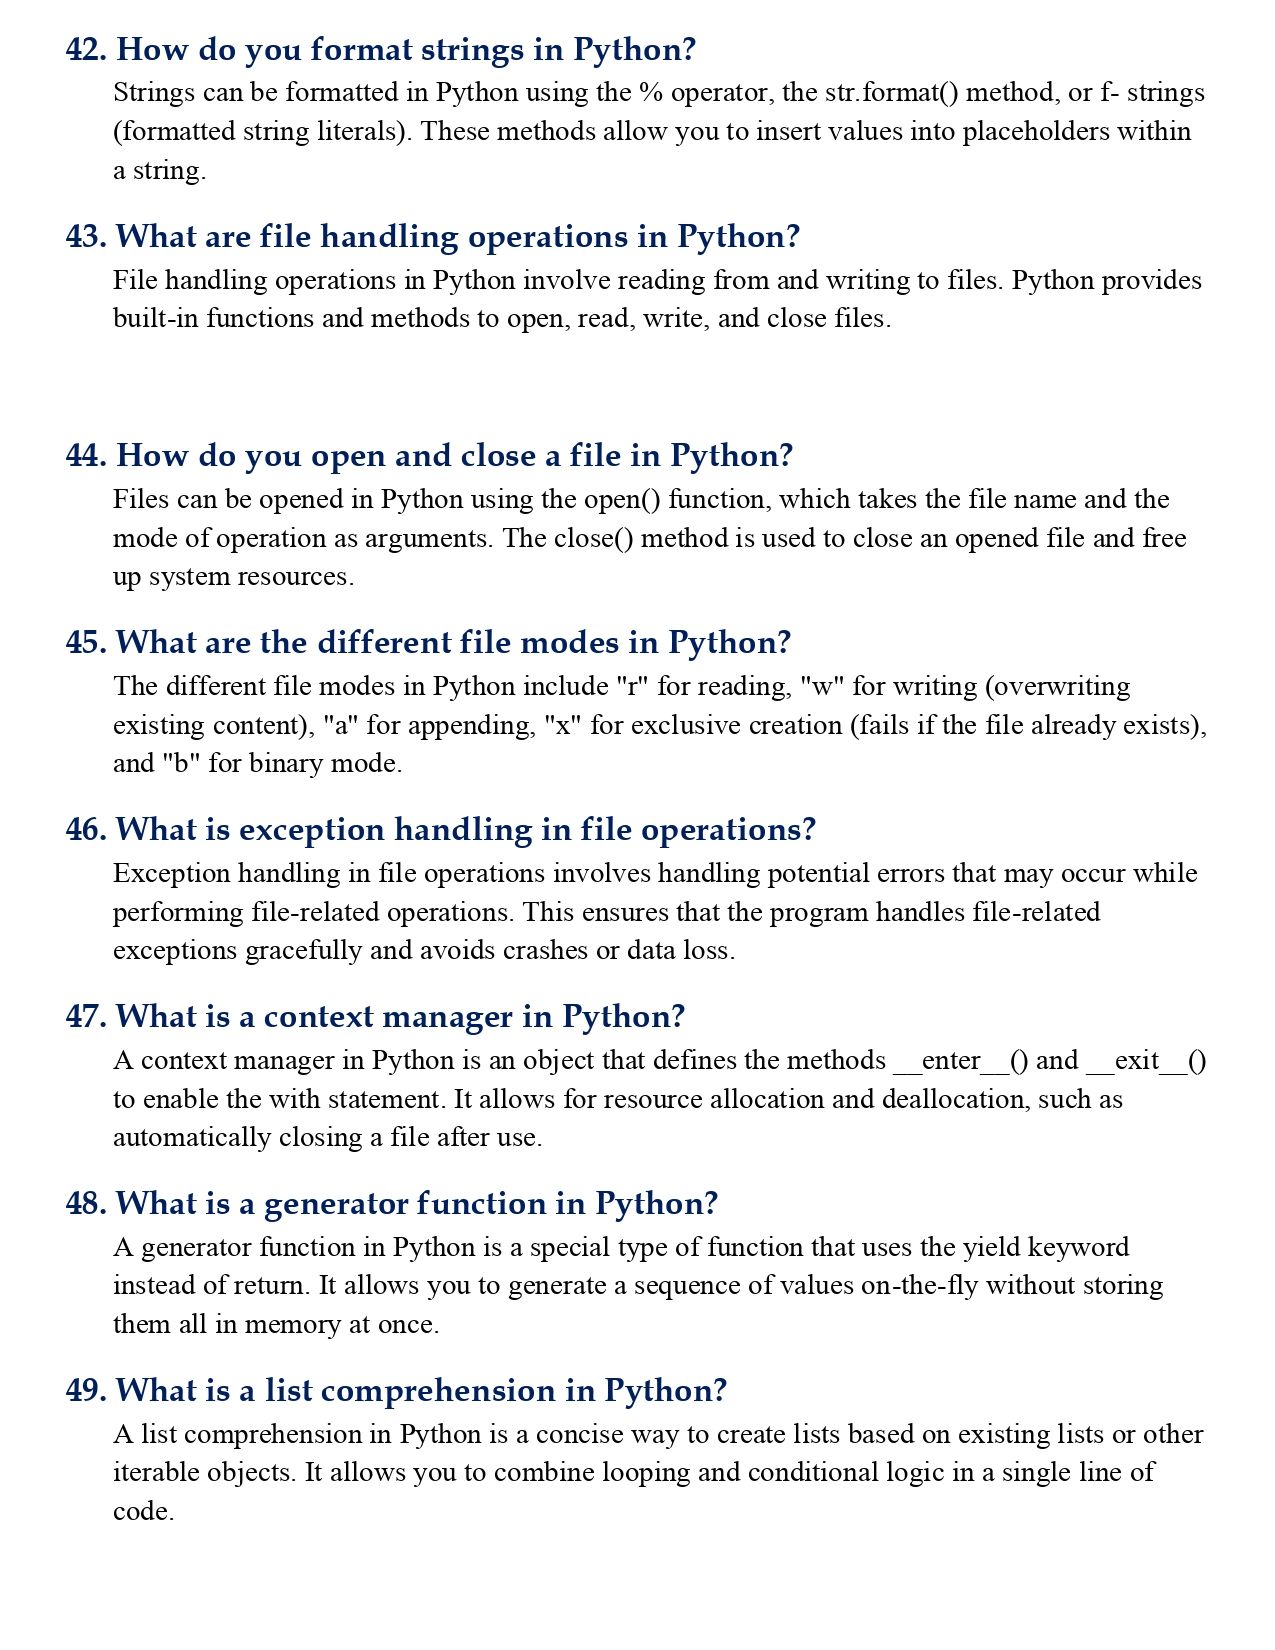 42. How do you format strings in Python?
Strings can be formatted in Python using the % operator, the str.format() method, or f- strings
(formatted string literals). These methods allow you to insert values into placeholders within
a string.
43. What are file handling operations in Python?
File handling operations in Python involve reading from and writing to files. Python provides
built-in functions and methods to open, read, write, and close files.
44. How do you open and close a file in Python?
Files can be opened in Python using the open() function, which takes the file name and the
mode of operation as arguments. The close() method is used to close an opened file and free
up system resources.
45. What are the different file modes in Python?
The different file modes in Python include "r" for reading, "w" for writing (overwriting
existing content), "a" for appending, "x" for exclusive creation (fails if the file already exists),
and "b" for binary mode.
46. What is exception handling in file operations?
Exception handling in file operations involves handling potential errors that may occur while
performing file-related operations. This ensures that the program handles file-related
exceptions gracefully and avoids crashes or data loss.
47. What is a context manager in Python?
A context manager in Python is an object that defines the methods __enter__() and __exit__()
to enable the with statement. It allows for resource allocation and deallocation, such as
automatically closing a file after use.
48. What is a generator function in Python?
A generator function in Python is a special type of function that uses the yield keyword
instead of return. It allows you to generate a sequence of values on-the-fly without storing
them all in memory at once.
49. What is a list comprehension in Python?
A list comprehension in Python is a concise way to create lists based on existing lists or other
iterable objects. It allows you to combine looping and conditional logic in a single line of
code.